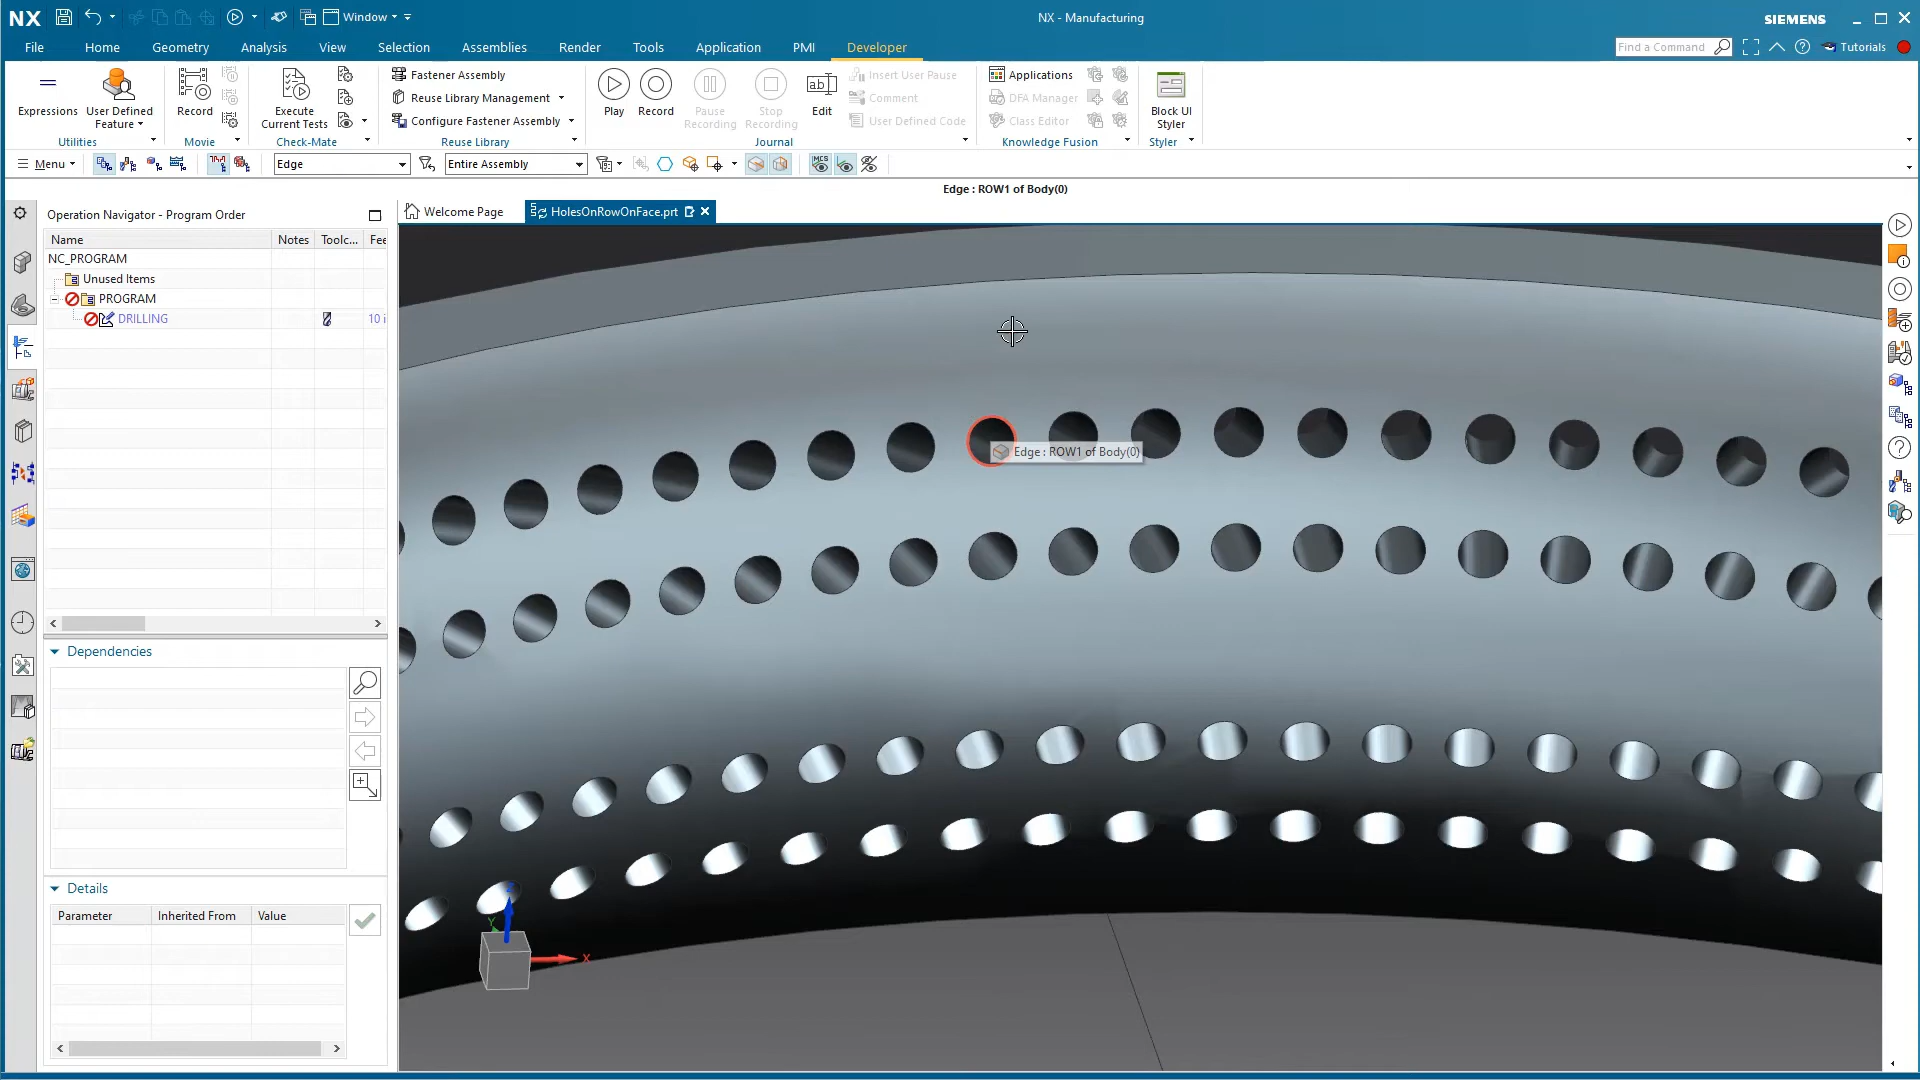 NX
Window
NX - Manufacturing
SIEMENS
File
Home
Geometry
Analysis
View
Selection
Assemblies
Render
Tools
Application
PMI
Developer
Find a Command
Tutorials
Expressions
User Defined
Feature
Utilities
Record
Movie
Execute
Current Tests
Check-Mate
Fastener Assembly
Reuse Library Management
Configure Fastener Assembly
Reuse Library
Play
Record
Pause
Recording
Stop
Recording
Edit
Insert User Pause
Comment
User Defined Code
Journal
Applications
DFA Manager
Class Editor
Knowledge Fusion
Block UI
Styler
Styler
Menu
Edge
Entire Assembly
MCS
Edge : ROW1 of Body(0)
Operation Navigator - Program Order
Welcome Page
HolesOnRowOnFace.prt
Name
Notes
Toolc...
Fee
NC_PROGRAM
Unused Items
PROGRAM
DRILLING
10 i
Edge : ROW1 of Body(0)
Dependencies
Details
Parameter
Inherited From
Value
Z
Y
X